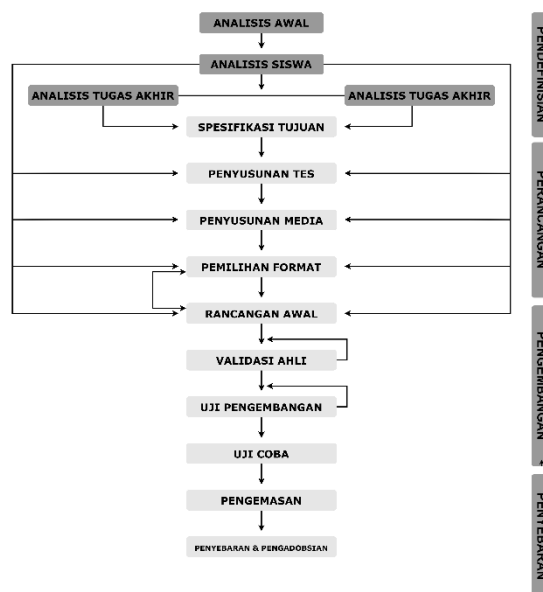 ANALISIS AWAL
ANALISIS SISWA
ANALISIS TUGAS AKHIR
ANALISIS TUGAS AKHIR
SPESIFIKASI TUJUAN
PENYUSUNAN TES
PENYUSUNAN MEDIA
PEMILIHAN FORMAT
RANCANGAN AWAL
VALIDASI AHLI
UJI PENGEMBANGAN
UJI COBA
PENGEMASAN
PENYEBARAN & PENGADOBSIAN
PENDEFINISIAN
PERANCANGAN
PENGEMBANGAN
PENYEBARAN